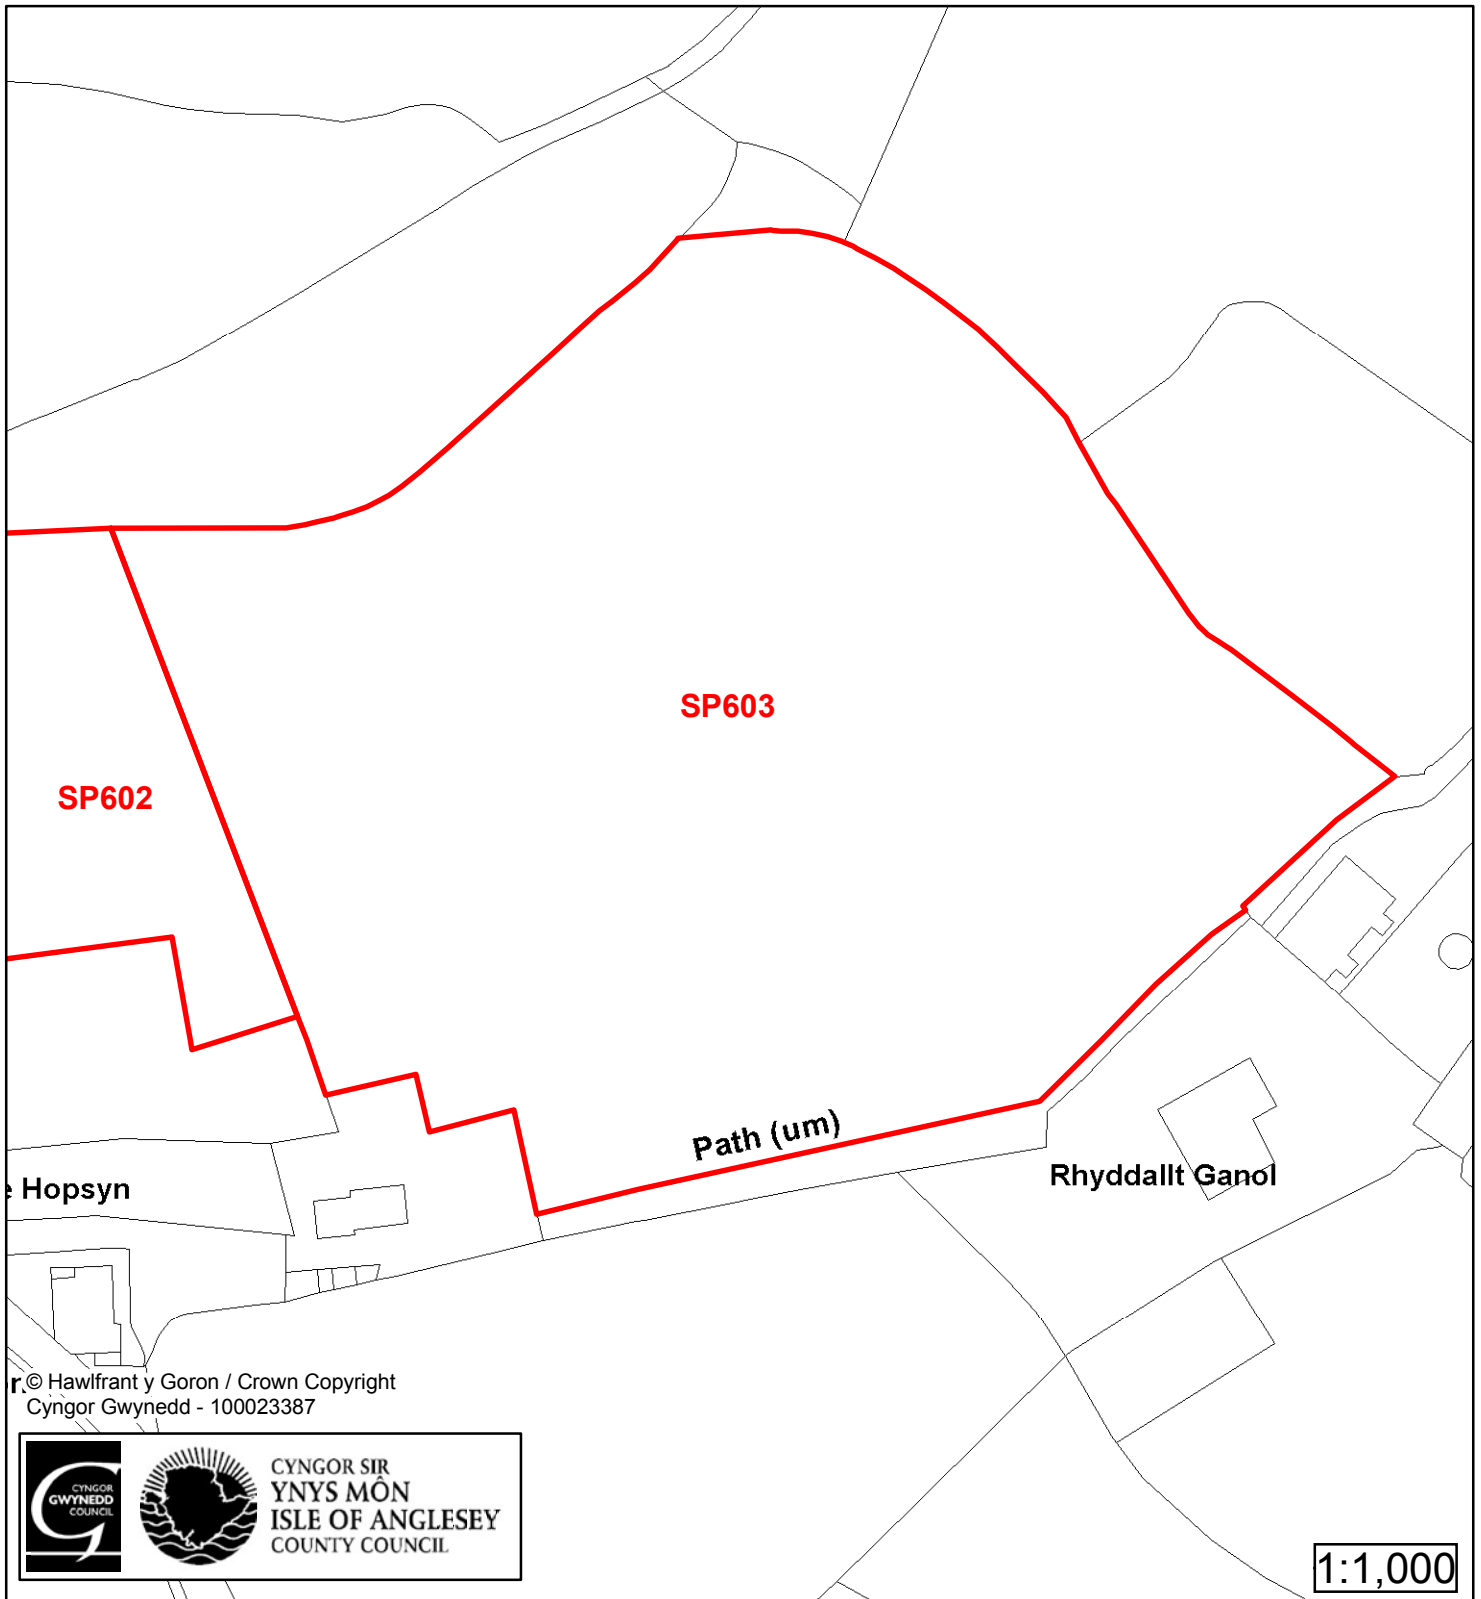 SP603
SP602
Path (um)
Rhyddallt Ganol
Hopsyn
© Hawlfrant y Goron / Crown Copyright
Cyngor Gwynedd - 100023387
CYNGOR
GWYNEDD
COUNCIL
CYNGOR SIR
YNYS MÔN
ISLE OF ANGLESEY
COUNTY COUNCIL
1:1,000